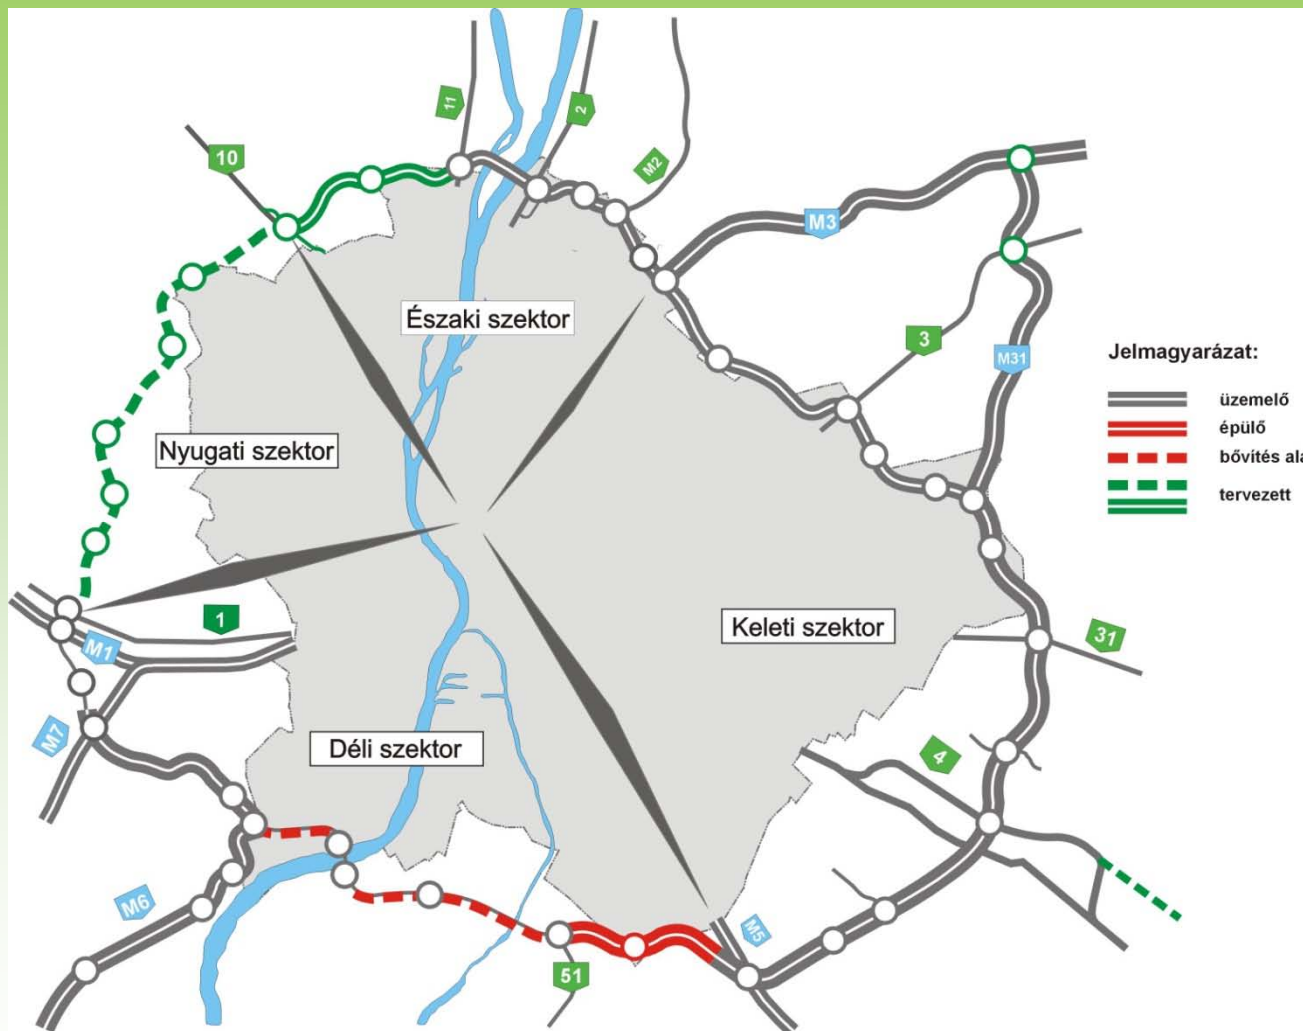 11
2
10
M2
M3
Északi szektor
3
M31
Jelmagyarázat:
üzemelő
épülő
bővítés ala
tervezett
Nyugati szektor
1
M1
Keleti szektor
31
M7
Déli szektor
4
M6
M5
51